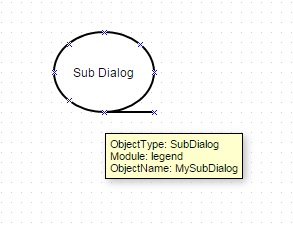 Sub Dialog
ObjectType: SubDialog
Module: legend
ObjectName: MySubDialog